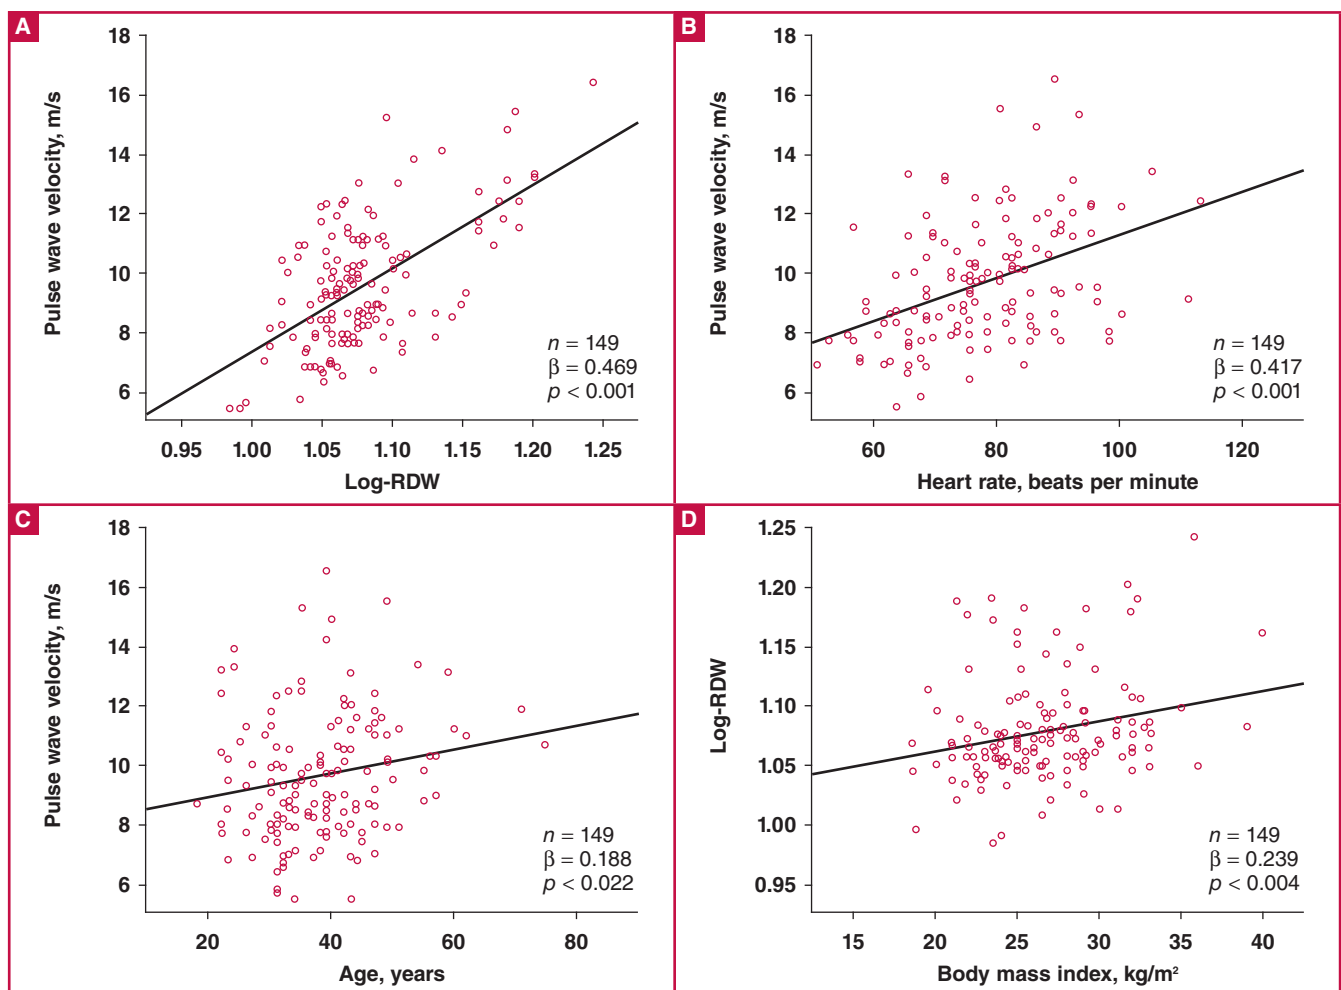 A
Pulse wave velocity, m/s
18
16
14
12
10
8
6
n = 149
β = 0.469
p < 0.001
0.95 1.00 1.05 1.10 1.15 1.20 1.25
Log-RDW
B
Pulse wave velocity, m/s
18
16
14
12
10
8
6
n = 149
β = 0.417
p < 0.001
60 80 100 120
Heart rate, beats per minute
C
Pulse wave velocity, m/s
18
16
14
12
10
8
6
n = 149
β = 0.188
p < 0.022
20 40 60 80
Age, years
D
Log-RDW
1.25
1.20
1.15
1.10
1.05
1.00
0.95
n = 149
β = 0.239
p < 0.004
15 20 25 30 35 40
Body mass index, kg/m²